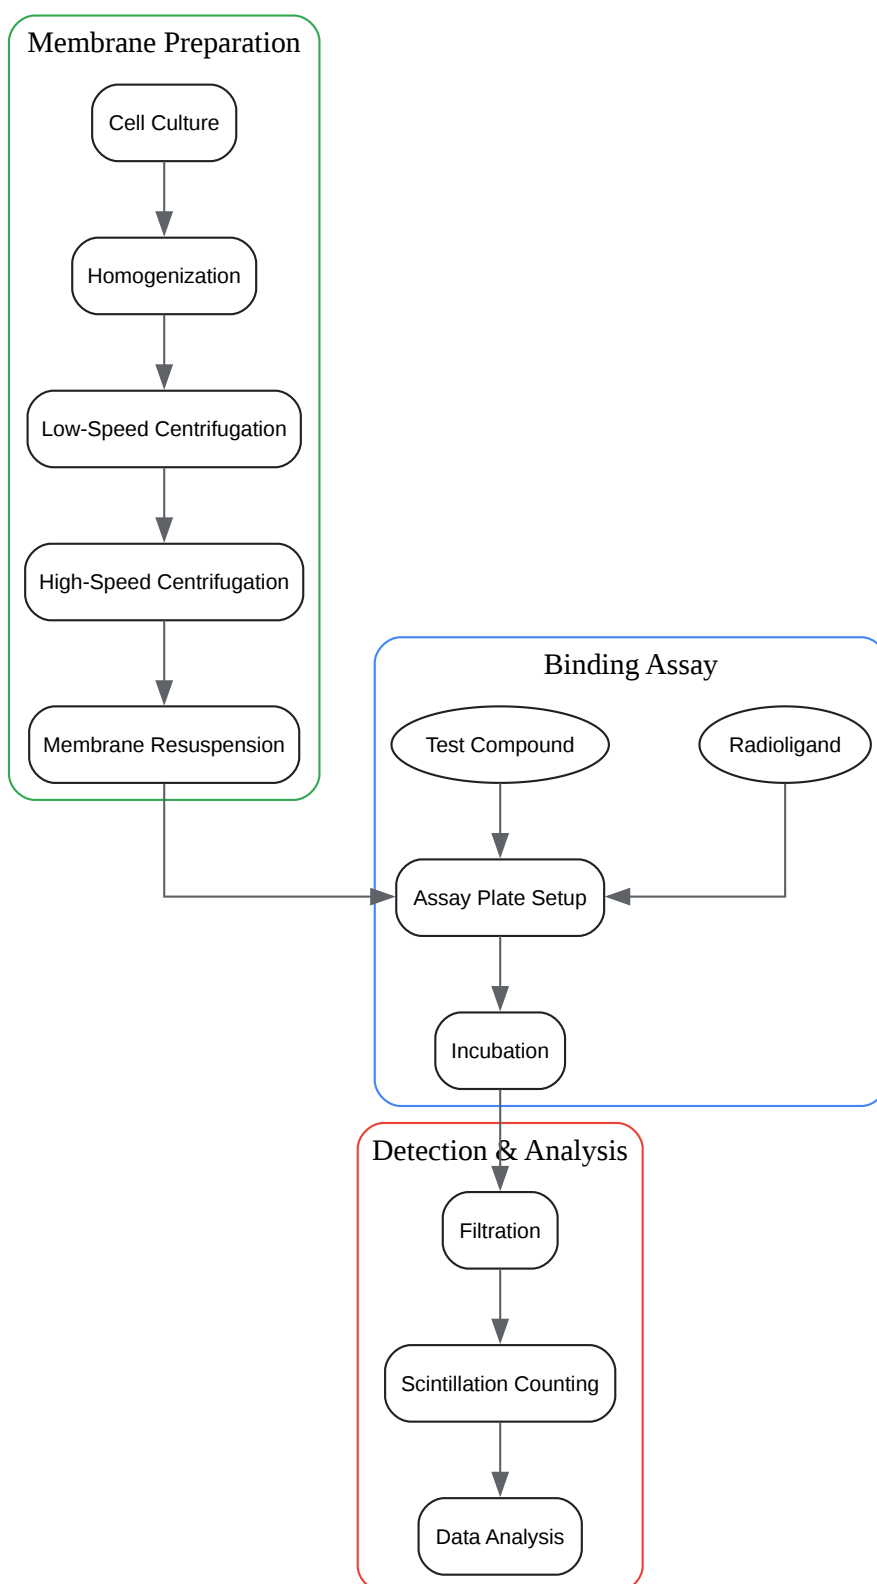 Membrane Preparation
Cell Culture
Homogenization
Low-Speed Centrifugation
High-Speed Centrifugation
Membrane Resuspension
Binding Assay
Test Compound
Radioligand
Assay Plate Setup
Incubation
Detection & Analysis
Filtration
Scintillation Counting
Data Analysis